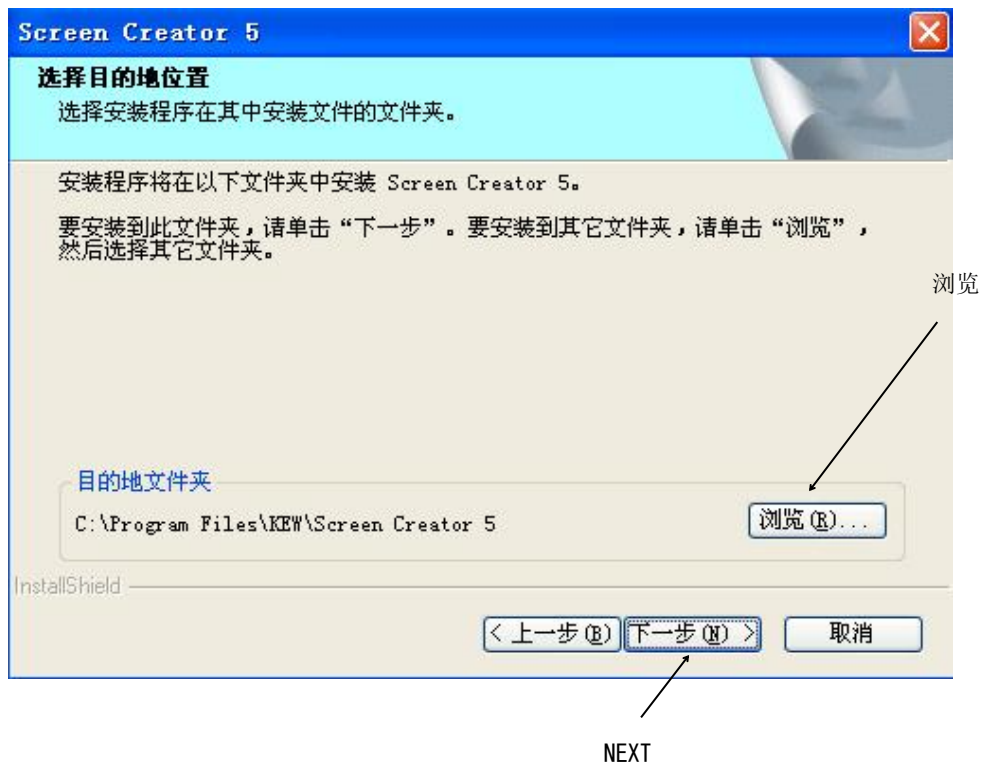 Screen Creator 5
选择目的地位置
选择安装程序在其中安装文件的文件夹。
安装程序将在以下文件夹中安装 Screen Creator 5。
要安装到此文件夹，请单击“下一步”。要安装到其它文件夹，请单击“浏览”，
然后选择其它文件夹。
浏览
目的地文件夹
C:\Program Files\KEW\Screen Creator 5
浏览(R)...
InstallShield
< 上一步(B)
下一步(N) >
取消
NEXT